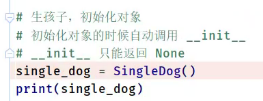 # 生孩子，初始化对象
# 初始化对象的时候自动调用 __init__
# __init__ 只能返回 None
single_dog = SingleDog()
print(single_dog)